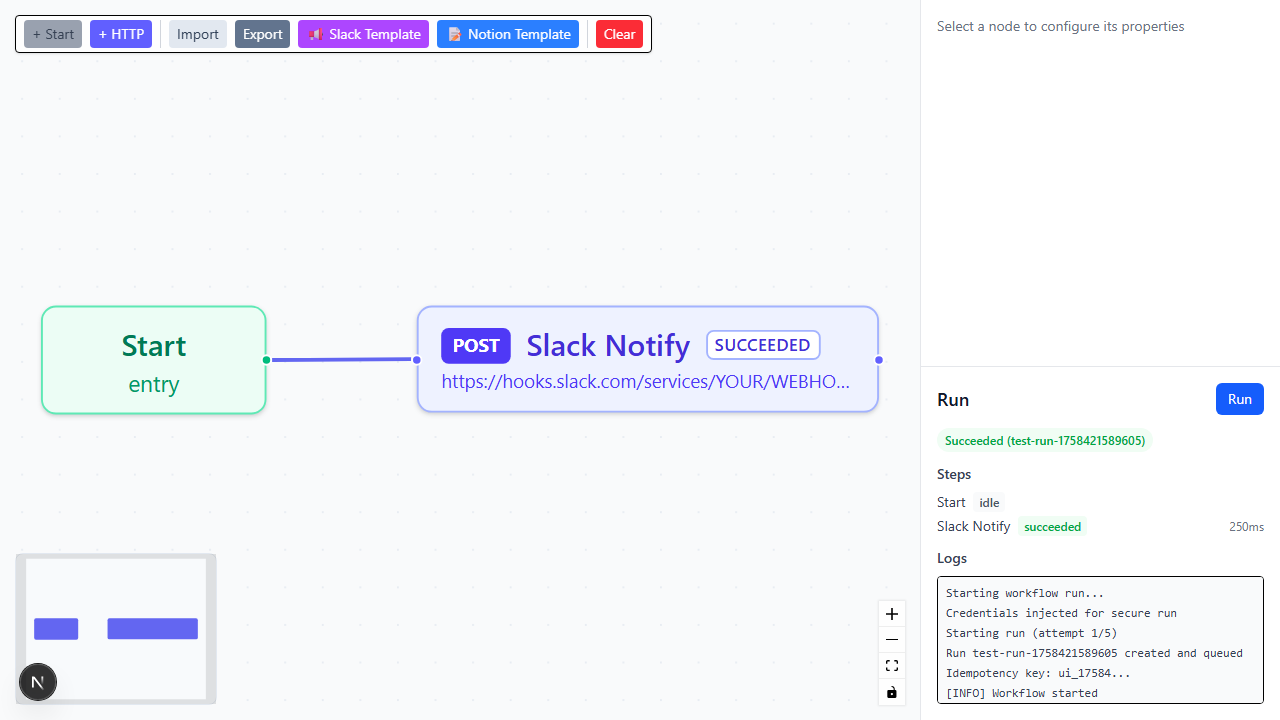 + Start + HTTP Import Export 📢 Slack Template 📝 Notion Template Clear
Select a node to configure its properties
Start
entry
POST Slack Notify SUCCEEDED
https://hooks.slack.com/services/YOUR/WEBHO...
N
Run Run
Succeeded (test-run-1758421589605)
Steps
Start idle
Slack Notify succeeded 250ms
Logs
Starting workflow run...
Credentials injected for secure run
Starting run (attempt 1/5)
Run test-run-1758421589605 created and queued
Idempotency key: ui_17584...
[INFO] Workflow started